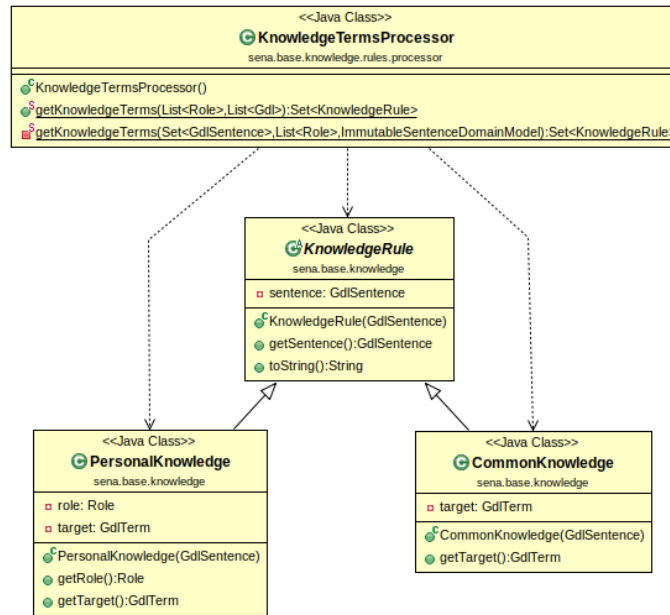 <<Java Class>>
KnowledgeTermsProcessor
sena.base.knowledge.rules.processor
KnowledgeTermsProcessor()
getKnowledgeTerms(List<Role>,List<Gdl>):Set<KnowledgeRule>
getKnowledgeTerms(Set<GdlSentence>,List<Role>,ImmutableSentenceDomainModel):Set<KnowledgeRule>
<<Java Class>>
KnowledgeRule
sena.base.knowledge
sentence: GdlSentence
KnowledgeRule(GdlSentence)
getSentence():GdlSentence
toString():String
<<Java Class>>
PersonalKnowledge
sena.base.knowledge
role: Role
target: GdlTerm
PersonalKnowledge(GdlSentence)
getRole():Role
getTarget():GdlTerm
<<Java Class>>
CommonKnowledge
sena.base.knowledge
target: GdlTerm
CommonKnowledge(GdlSentence)
getTarget():GdlTerm